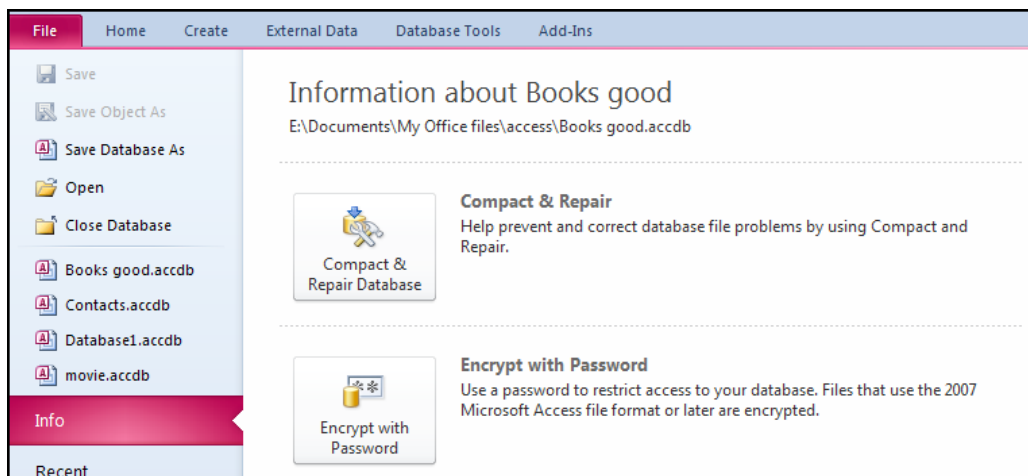 File Home Create External Data Database Tools Add-Ins
Save
Save Object As
Save Database As
Open
Close Database
Books good.accdb
Contacts.accdb
Database1.accdb
movie.accdb
Info
Recent
Information about Books good
E:\Documents\My Office files\access\Books good.accdb
Compact &
Repair Database
Compact & Repair
Help prevent and correct database file problems by using Compact and
Repair.
Encrypt with
Password
Encrypt with Password
Use a password to restrict access to your database. Files that use the 2007
Microsoft Access file format or later are encrypted.